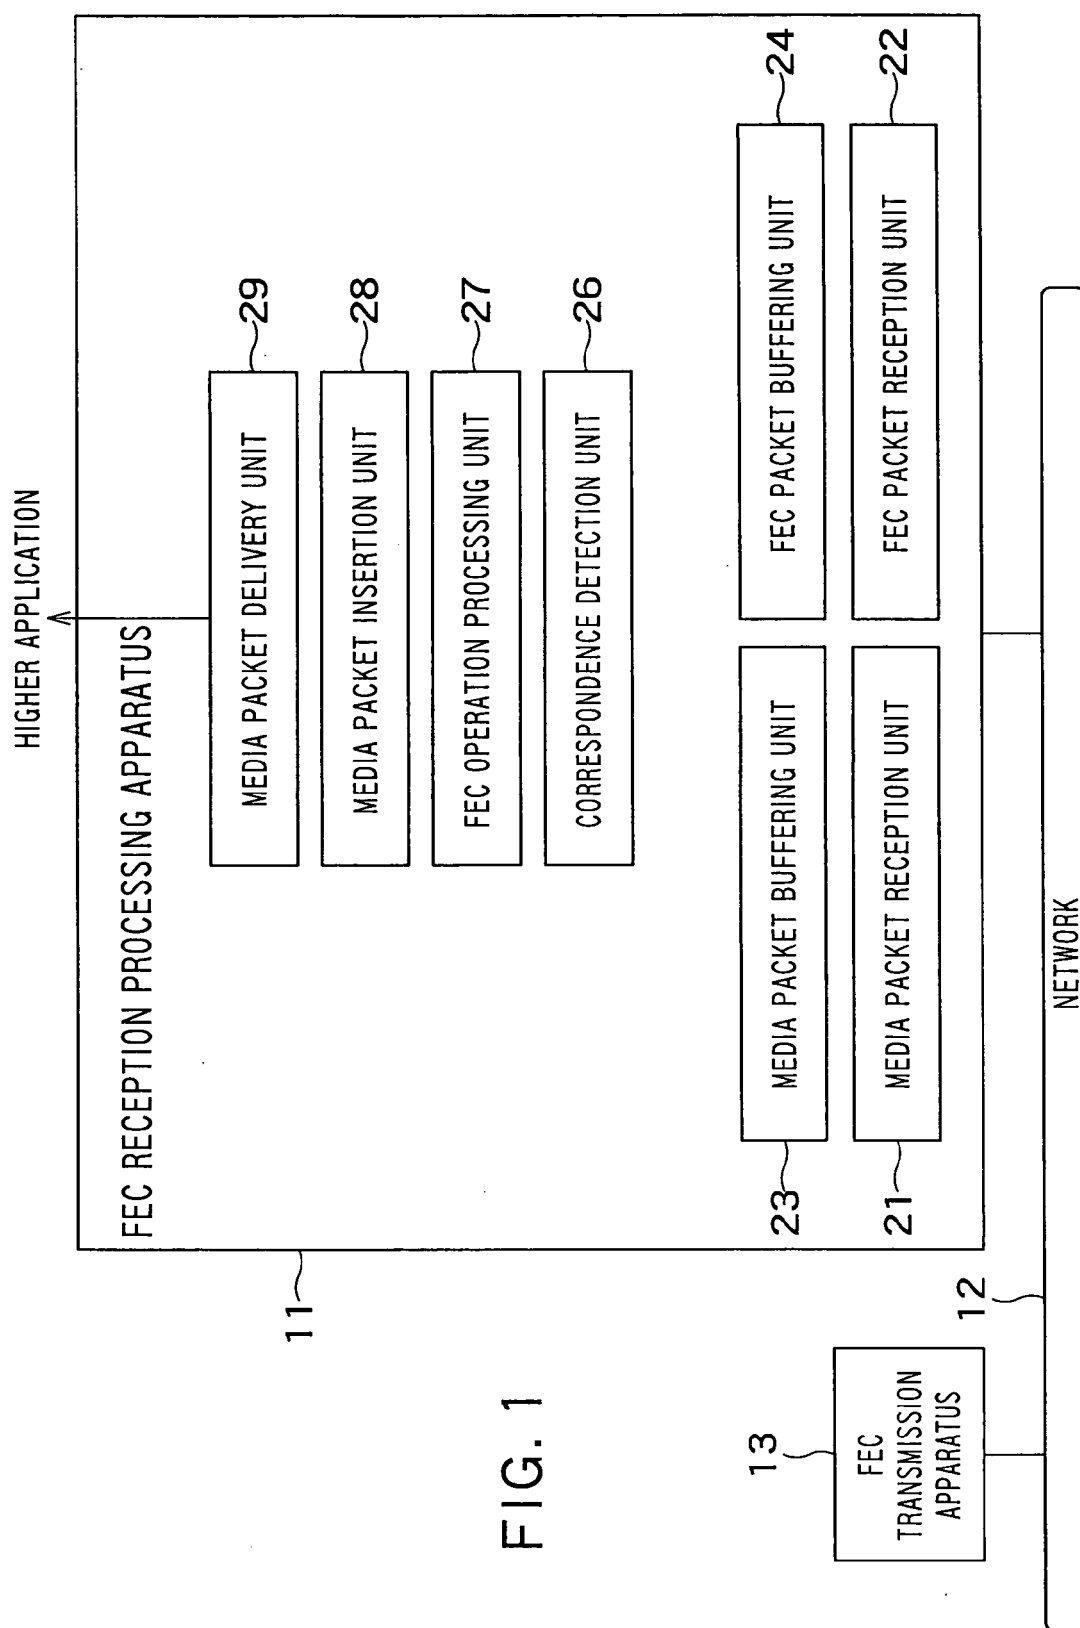 FIG. 1
HIGHER APPLICATION
FEC RECEPTION PROCESSING APPARATUS
11
MEDIA PACKET DELIVERY UNIT
29
MEDIA PACKET INSERTION UNIT
28
FEC OPERATION PROCESSING UNIT
27
CORRESPONDENCE DETECTION UNIT
26
23
MEDIA PACKET BUFFERING UNIT
FEC PACKET BUFFERING UNIT
24
21
MEDIA PACKET RECEPTION UNIT
FEC PACKET RECEPTION UNIT
22
13
FEC
TRANSMISSION
APPARATUS
12
NETWORK